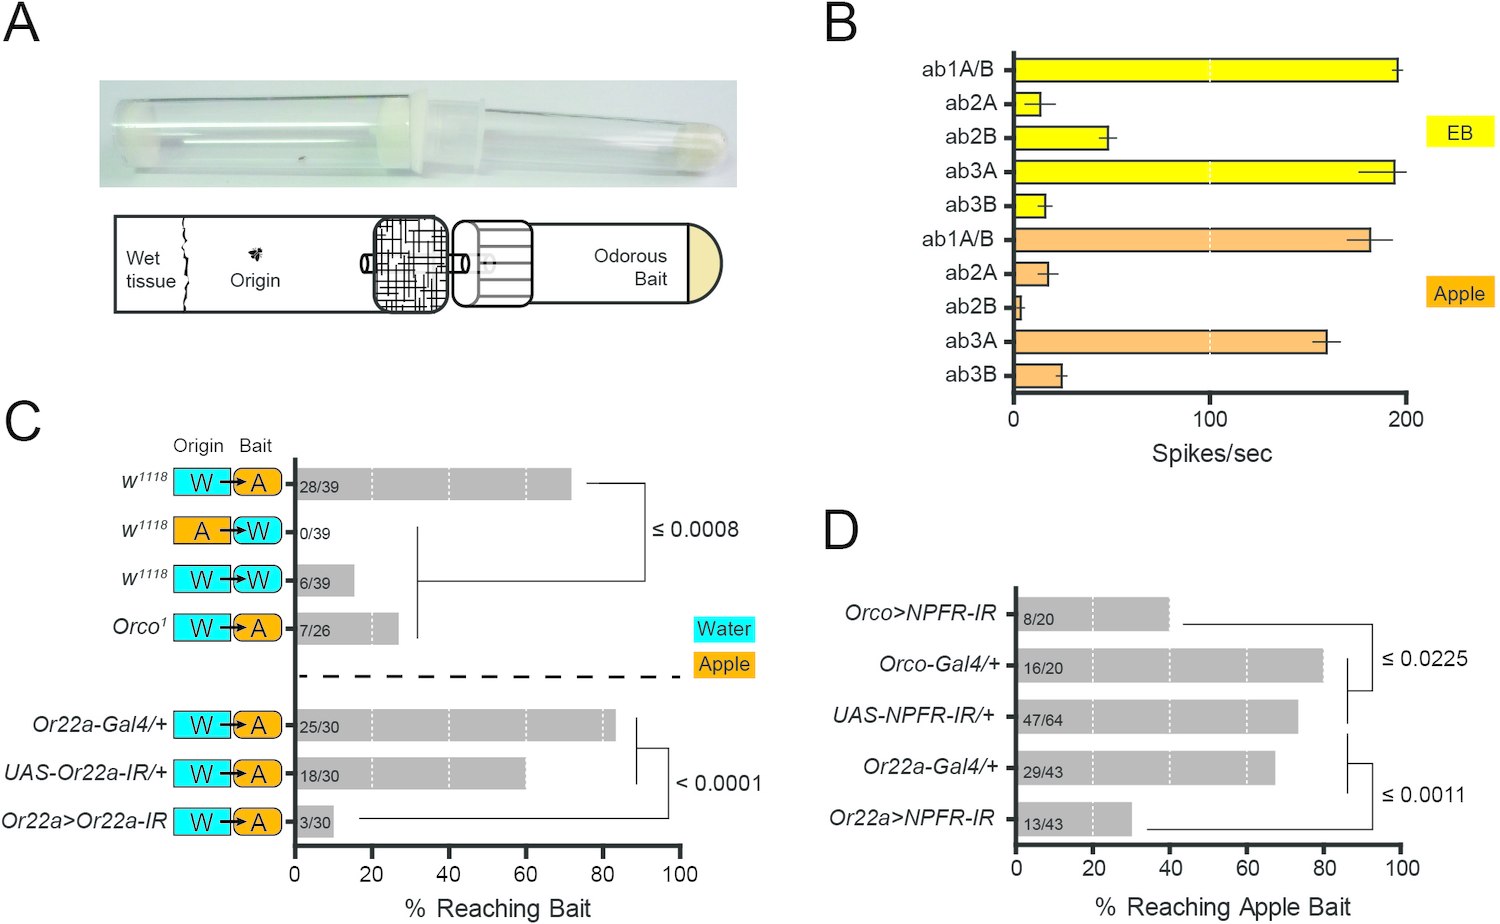 A
Wet
tissue
Origin
Odorous
Bait
B
ab1A/B
ab2A
ab2B
ab3A
ab3B
ab1A/B
ab2A
ab2B
ab3A
ab3B
EB
Apple
0 100 200
Spikes/sec
C
Origin Bait
w1118 W A 28/39
w1118 A W 0/39
w1118 W W 6/39
Orco1 W A 7/26
≤ 0.0008
Water
Apple
Or22a-Gal4/+ W A 25/30
UAS-Or22a-IR/+ W A 18/30
Or22a>Or22a-IR W A 3/30
< 0.0001
0 20 40 60 80 100
% Reaching Bait
D
Orco>NPFR-IR 8/20
Orco-Gal4/+ 16/20
UAS-NPFR-IR/+ 47/64
Or22a-Gal4/+ 29/43
Or22a>NPFR-IR 13/43
≤ 0.0225
≤ 0.0011
0 20 40 60 80 100
% Reaching Apple Bait